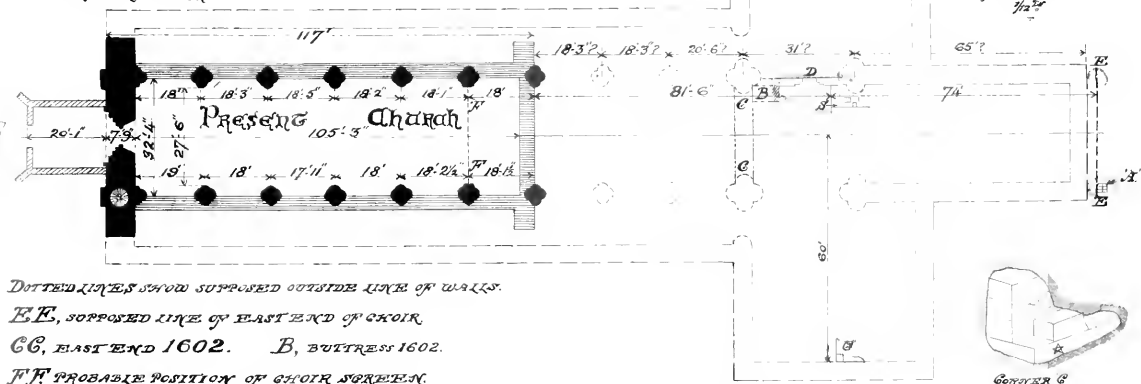 3/12
117'
18'·3"? 18'·3"? 20'·6? 31'? 65'?
E
D
18' 18'·3" 18'·5" 18'·2" 18'·1" 18' 81'·6" C B S' 74'
F
PRESENT CHURCH
20'·1" 7'·9" 32'·4" 27'·6" 105'·3"
19' 18' 17'·11" 18' 18'·2½" F 18'·1½" C
'A'
E
60'
DOTTED LINES SHOW SUPPOSED OUTSIDE LINE OF WALLS.
EE, SUPPOSED LINE OF EAST END OF CHOIR
CC, EAST END 1602. B, BUTTRESS 1602.
FF PROBABLE POSITION OF CHOIR SCREEN.
G
CORNER G